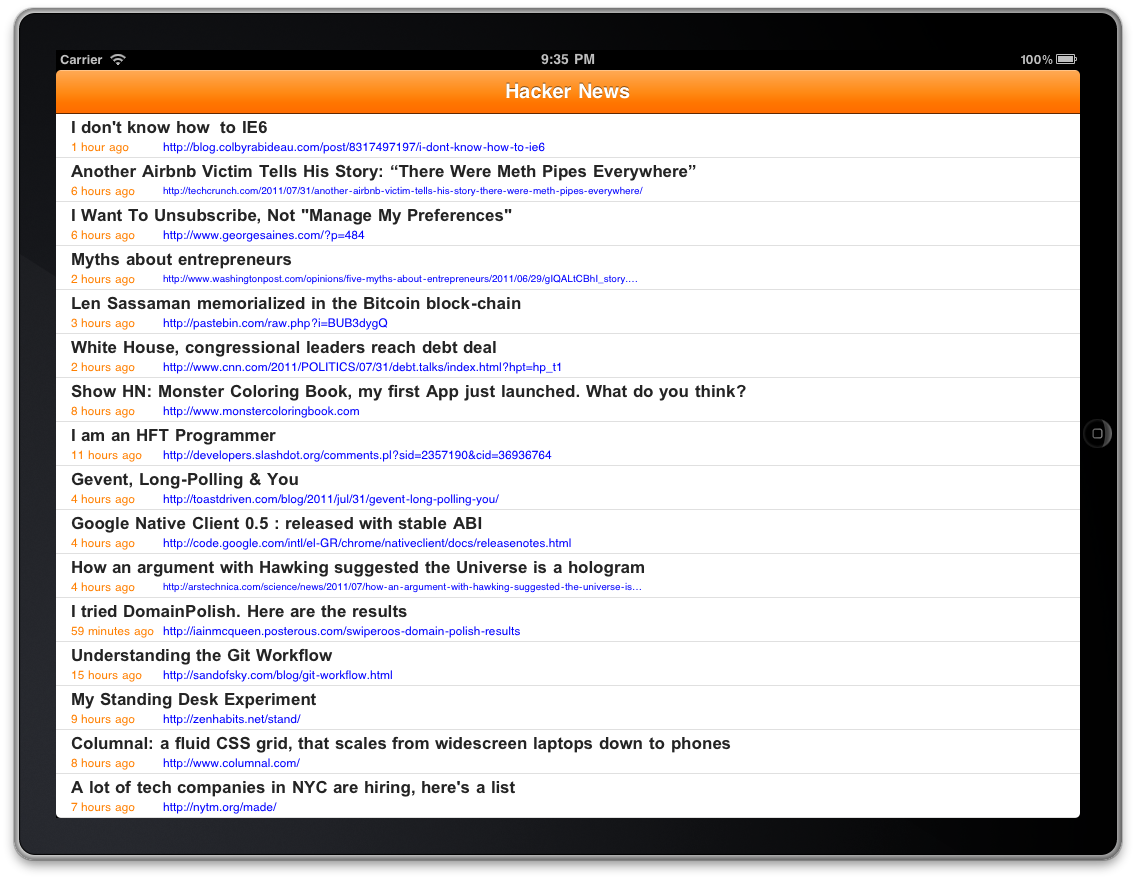 Carrier 9:35 PM 100%
Hacker News
I don't know how  to IE6
1 hour ago http://blog.colbyrabideau.com/post/8317497197/i-dont-know-how-to-ie6
Another Airbnb Victim Tells His Story: “There Were Meth Pipes Everywhere”
6 hours ago http://techcrunch.com/2011/07/31/another-airbnb-victim-tells-his-story-there-were-meth-pipes-everywhere/
I Want To Unsubscribe, Not "Manage My Preferences"
6 hours ago http://www.georgesaines.com/?p=484
Myths about entrepreneurs
2 hours ago http://www.washingtonpost.com/opinions/five-myths-about-entrepreneurs/2011/06/29/gIQALtCBhI_story.…
Len Sassaman memorialized in the Bitcoin block-chain
3 hours ago http://pastebin.com/raw.php?i=BUB3dygQ
White House, congressional leaders reach debt deal
2 hours ago http://www.cnn.com/2011/POLITICS/07/31/debt.talks/index.html?hpt=hp_t1
Show HN: Monster Coloring Book, my first App just launched. What do you think?
8 hours ago http://www.monstercoloringbook.com
I am an HFT Programmer
11 hours ago http://developers.slashdot.org/comments.pl?sid=2357190&cid=36936764
Gevent, Long-Polling & You
4 hours ago http://toastdriven.com/blog/2011/jul/31/gevent-long-polling-you/
Google Native Client 0.5 : released with stable ABI
4 hours ago http://code.google.com/intl/el-GR/chrome/nativeclient/docs/releasenotes.html
How an argument with Hawking suggested the Universe is a hologram
4 hours ago http://arstechnica.com/science/news/2011/07/how-an-argument-with-hawking-suggested-the-universe-is…
I tried DomainPolish. Here are the results
59 minutes ago http://iainmcqueen.posterous.com/swiperoos-domain-polish-results
Understanding the Git Workflow
15 hours ago http://sandofsky.com/blog/git-workflow.html
My Standing Desk Experiment
9 hours ago http://zenhabits.net/stand/
Columnal: a fluid CSS grid, that scales from widescreen laptops down to phones
8 hours ago http://www.columnal.com/
A lot of tech companies in NYC are hiring, here's a list
7 hours ago http://nytm.org/made/